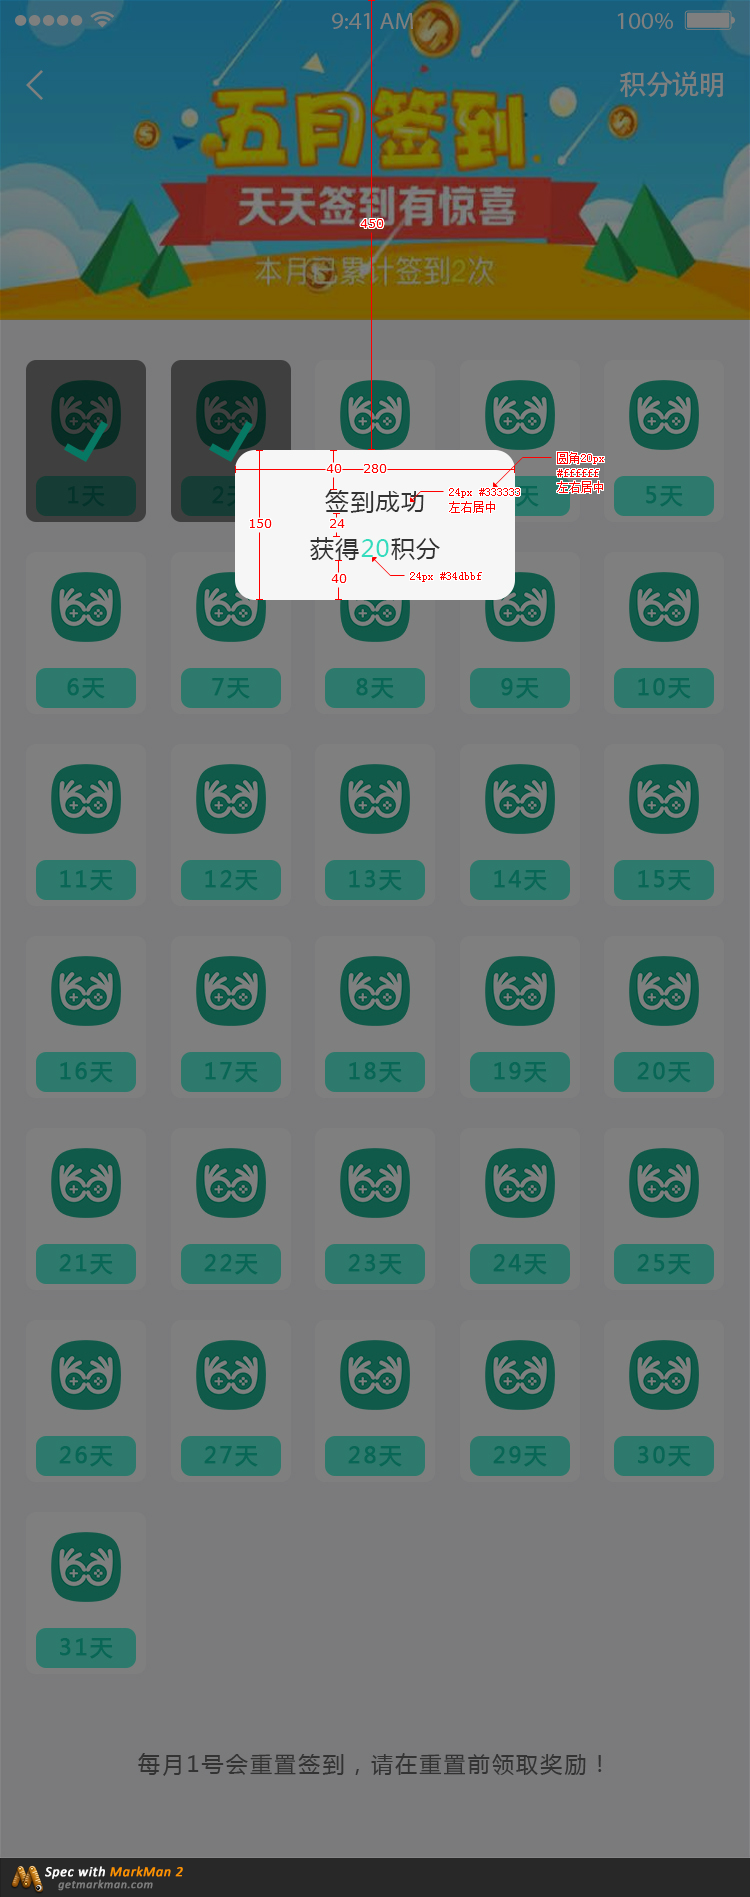 9:41 AM 100%
积分说明
五月签到
天天签到有惊喜
450
本月已累计签到2次
1天
2天
5天
圆角20px
#ffffff
左右居中
40 280
24px #333333
左右居中
签到成功
150 24
获得20积分
24px #34dbbf
40
6天 7天 8天 9天 10天
11天 12天 13天 14天 15天
16天 17天 18天 19天 20天
21天 22天 23天 24天 25天
26天 27天 28天 29天 30天
31天
每月1号会重置签到，请在重置前领取奖励！
Spec with MarkMan 2
getmarkman.com